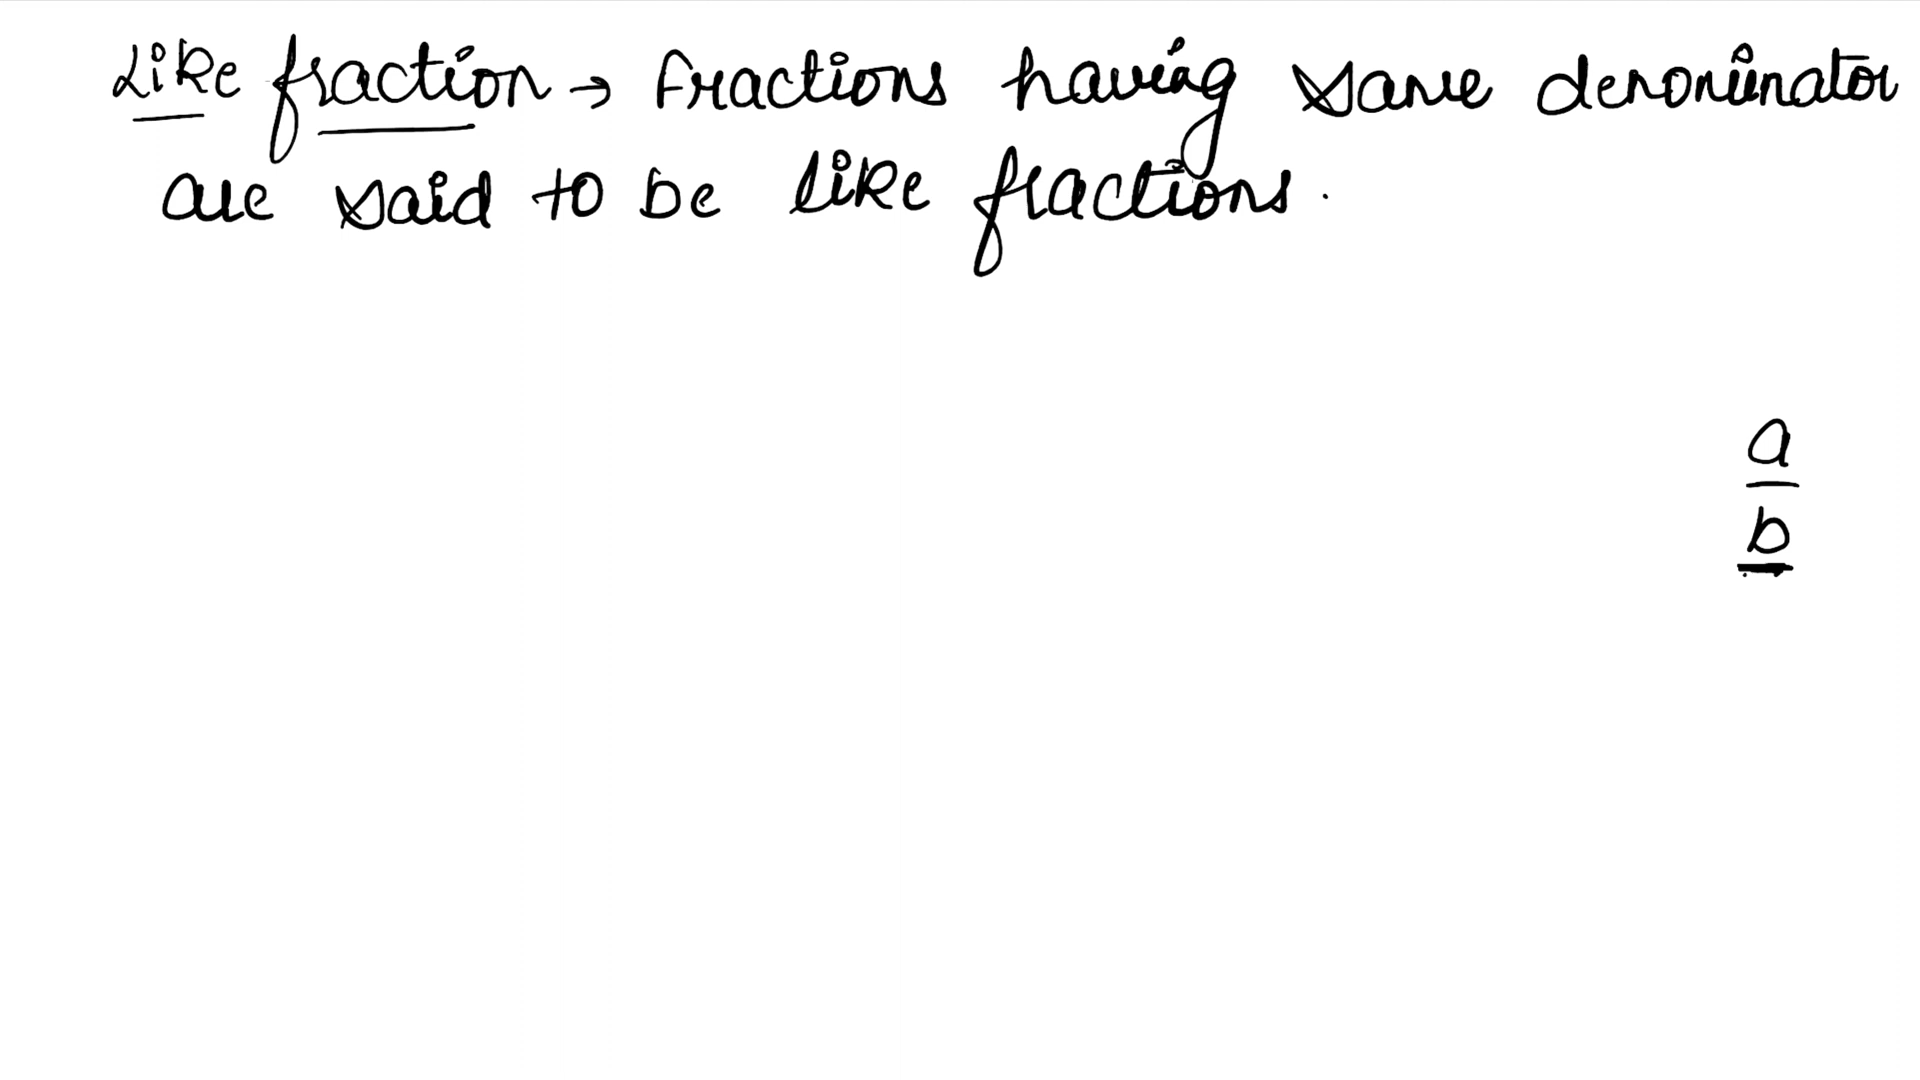 Like fraction → Fractions having same denominator
are said to be like fractions.
a
b